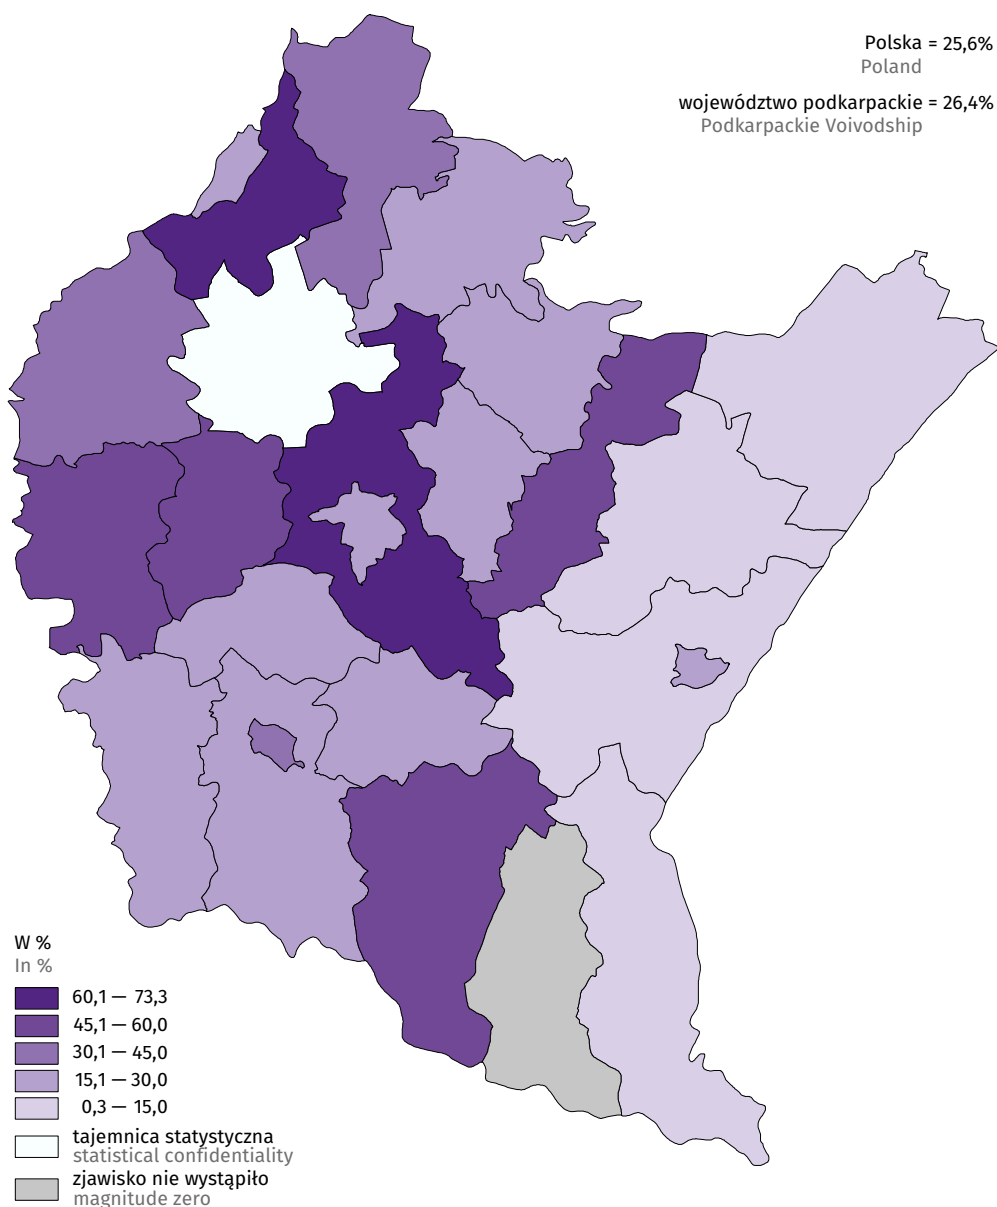 Polska = 25,6%
Poland
województwo podkarpackie = 26,4%
Podkarpackie Voivodship
W %
In %
60,1 — 73,3
45,1 — 60,0
30,1 — 45,0
15,1 — 30,0
0,3 — 15,0
tajemnica statystyczna
statistical confidentiality
zjawisko nie wystąpiło
magnitude zero